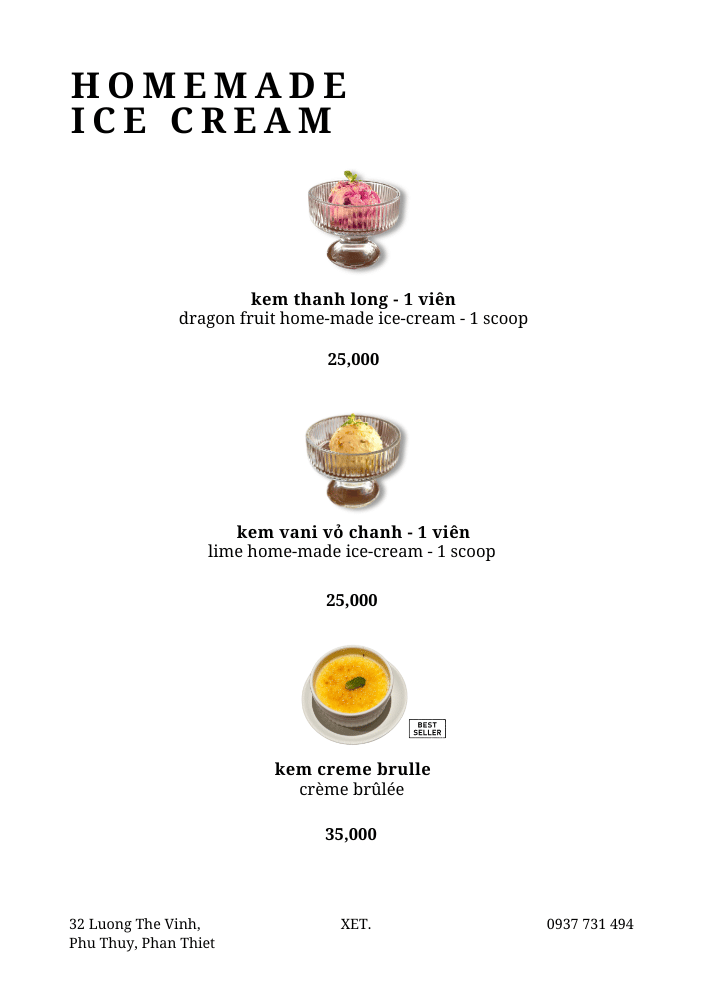 HOMEMADE
ICE CREAM
kem thanh long - 1 viên
dragon fruit home-made ice-cream - 1 scoop
25,000
kem vani vỏ chanh - 1 viên
lime home-made ice-cream - 1 scoop
25,000
BEST
SELLER
kem creme brulle
crème brûlée
35,000
32 Luong The Vinh,
Phu Thuy, Phan Thiet
XET.
0937 731 494